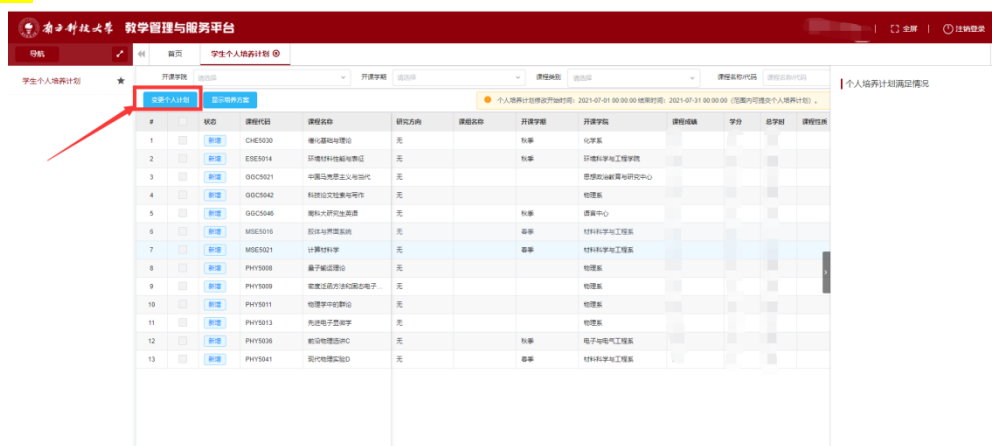 南方科技大学 教学管理与服务平台 全屏 注销登录
导航 首页 学生个人培养计划
学生个人培养计划
开课学院 请选择 开课学期 请选择 课程类别 请选择 课程名称/代码 课程名称/代码
个人培养计划满足情况
变更个人计划 显示培养方案 个人培养计划修改开始时间: 2021-07-01 00:00:00 结束时间: 2021-07-31 00:00:00 (范围内可提交个人培养计划) 。
# 状态 课程代码 课程名称 研究方向 课组名称 开课学期 开课学院 课程成绩 学分 总学时 课程性质
1 新增 CHE5030 催化基础与理论 无 秋季 化学系
2 新增 ESE5014 环境材料性能与表征 无 秋季 环境科学与工程学院
3 新增 GGC5021 中国马克思主义与当代 无 思想政治教育与研究中心
4 新增 GGC5042 科技论文检索与写作 无 物理系
5 新增 GGC5046 南科大研究生英语 无 秋季 语言中心
6 新增 MSE5016 胶体与界面系统 无 春季 材料科学与工程系
7 新增 MSE5021 计算材料学 无 春季 材料科学与工程系
8 新增 PHY5008 量子输运理论 无 物理系
9 新增 PHY5009 密度泛函方法和固态电子... 无 物理系
10 新增 PHY5011 物理学中的群论 无 物理系
11 新增 PHY5013 先进电子显微学 无 物理系
12 新增 PHY5036 前沿物理选讲C 无 秋季 电子与电气工程系
13 新增 PHY5041 现代物理实验D 无 春季 材料科学与工程系